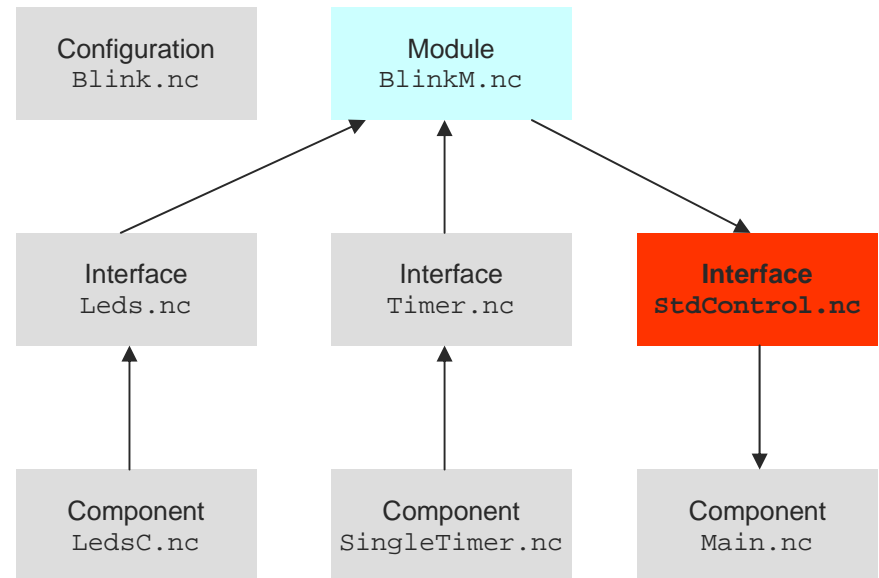 Configuration
Blink.nc
Module
BlinkM.nc
Interface
Leds.nc
Interface
Timer.nc
Interface
StdControl.nc
Component
LedsC.nc
Component
SingleTimer.nc
Component
Main.nc